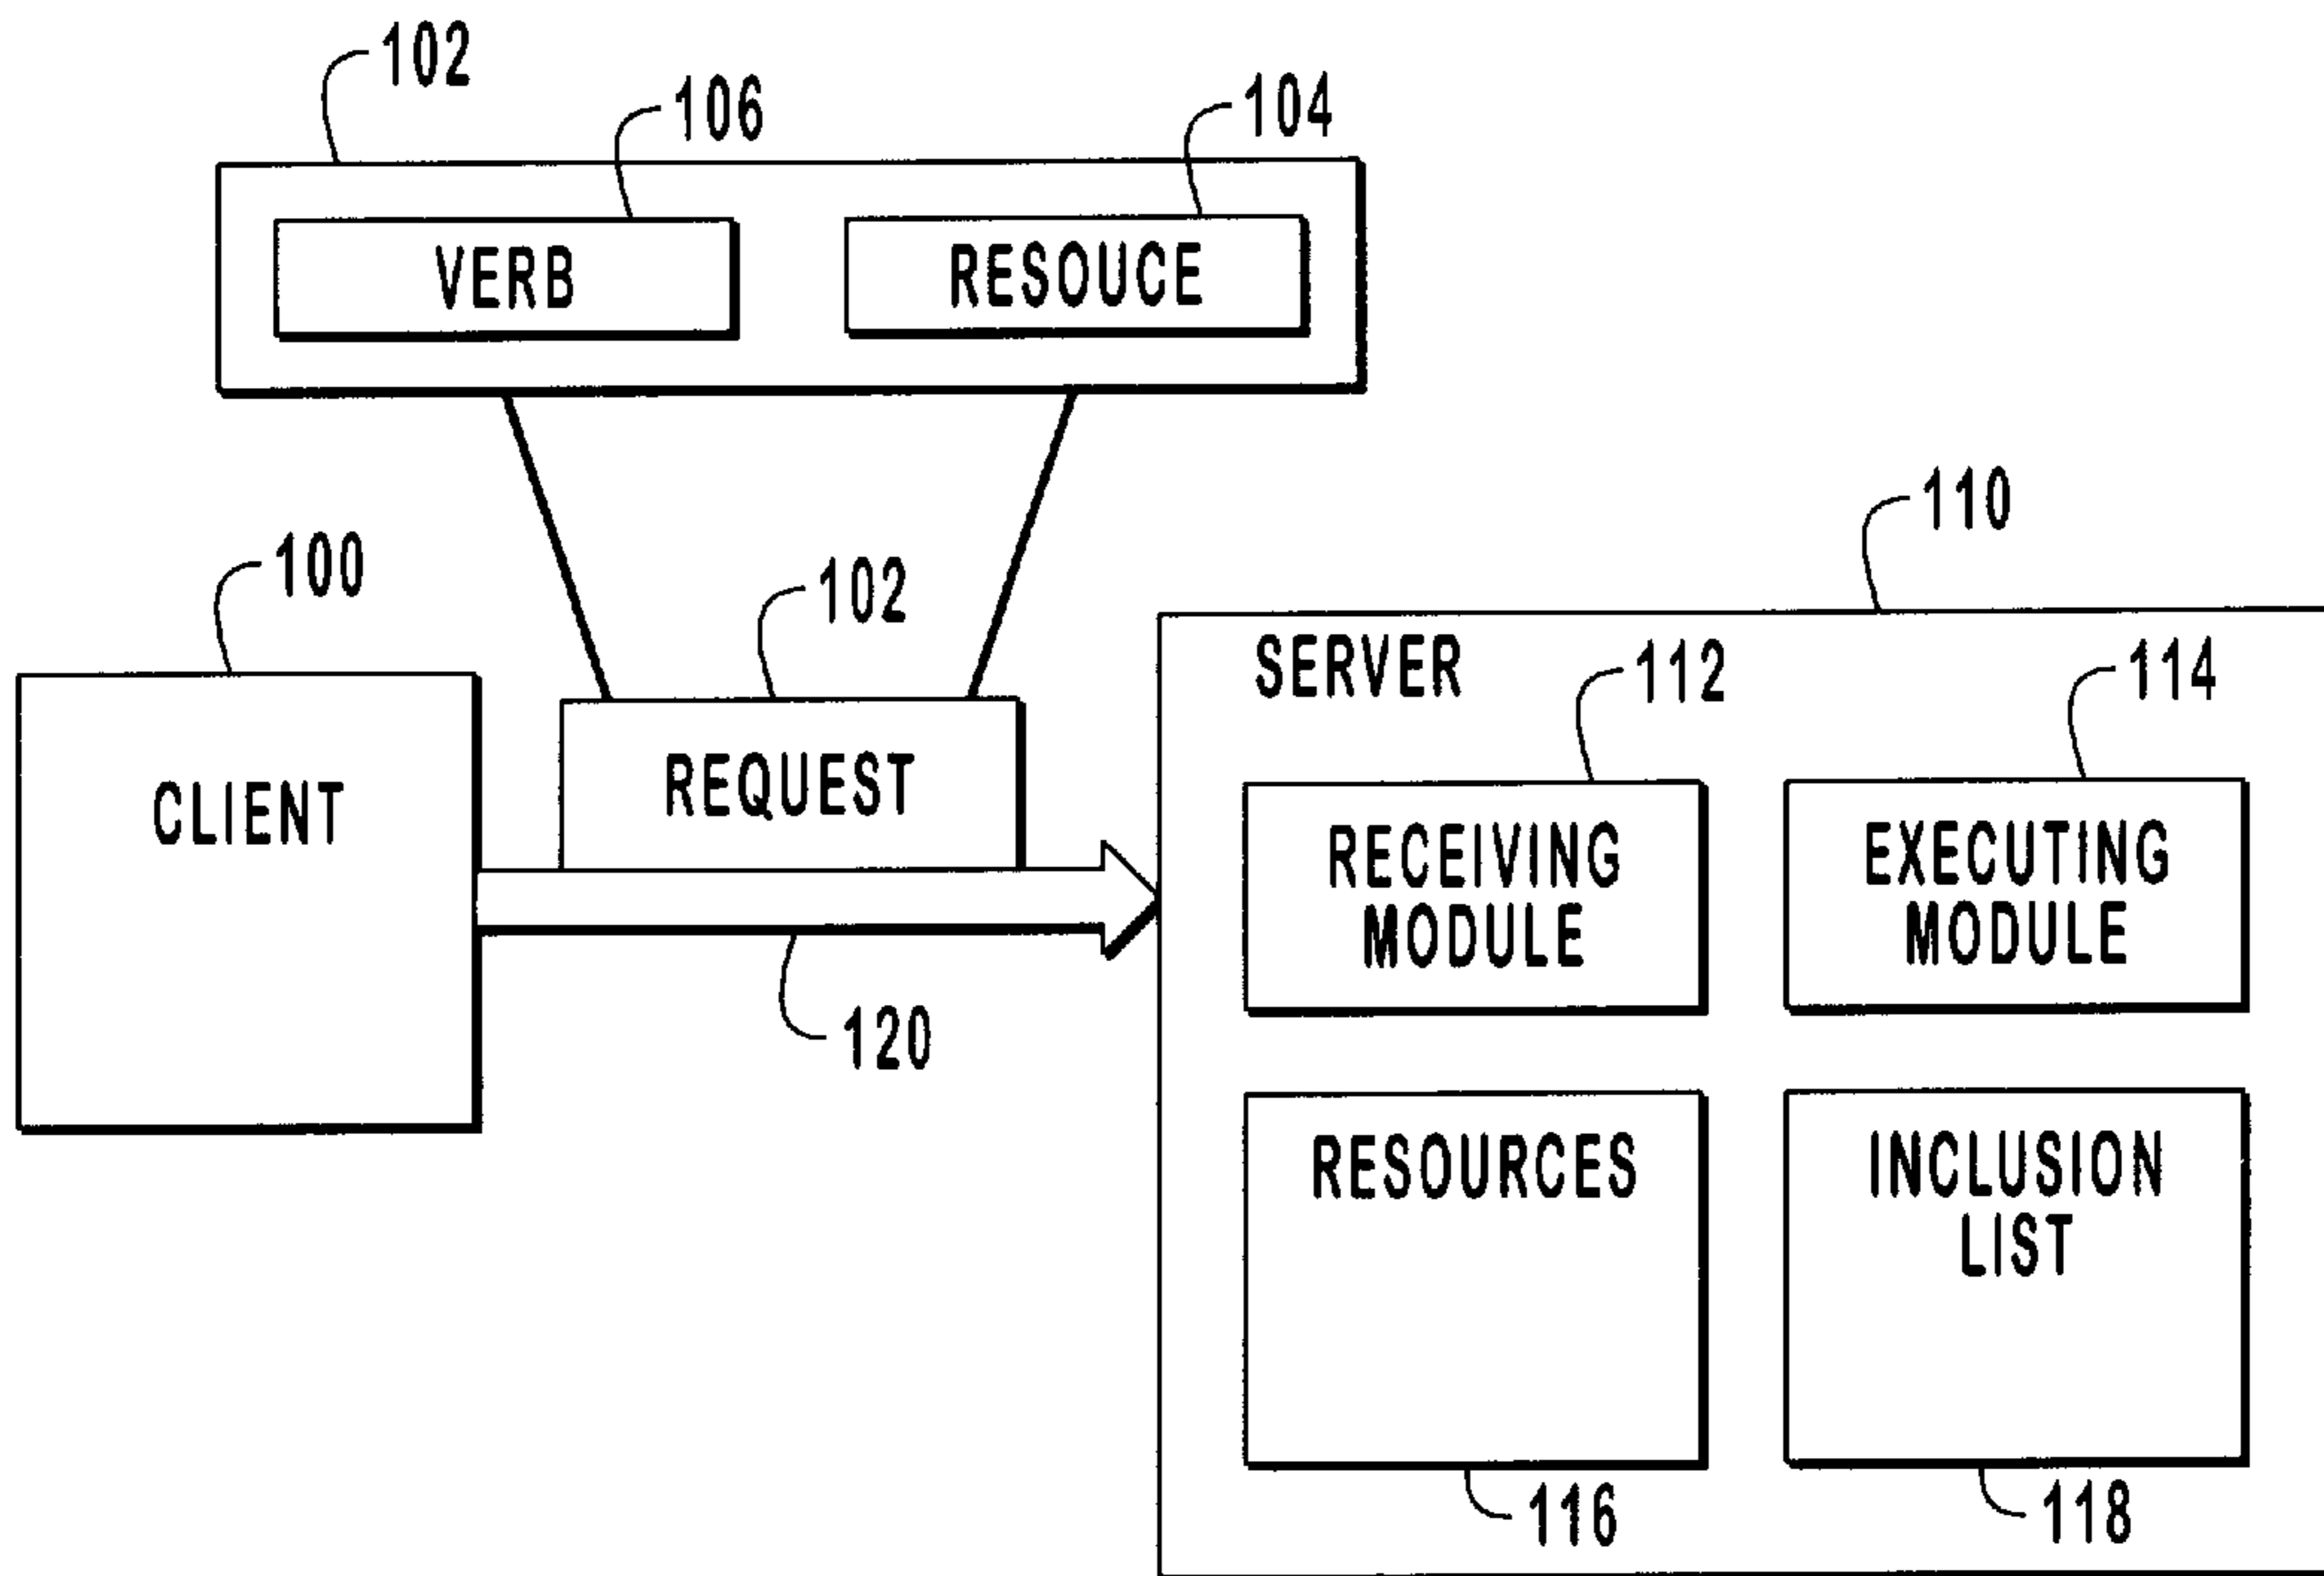 102
106
104
VERB
RESOUCE
110
100
102
SERVER
112
114
CLIENT
REQUEST
RECEIVING
MODULE
EXECUTING
MODULE
120
RESOURCES
INCLUSION
LIST
116
118